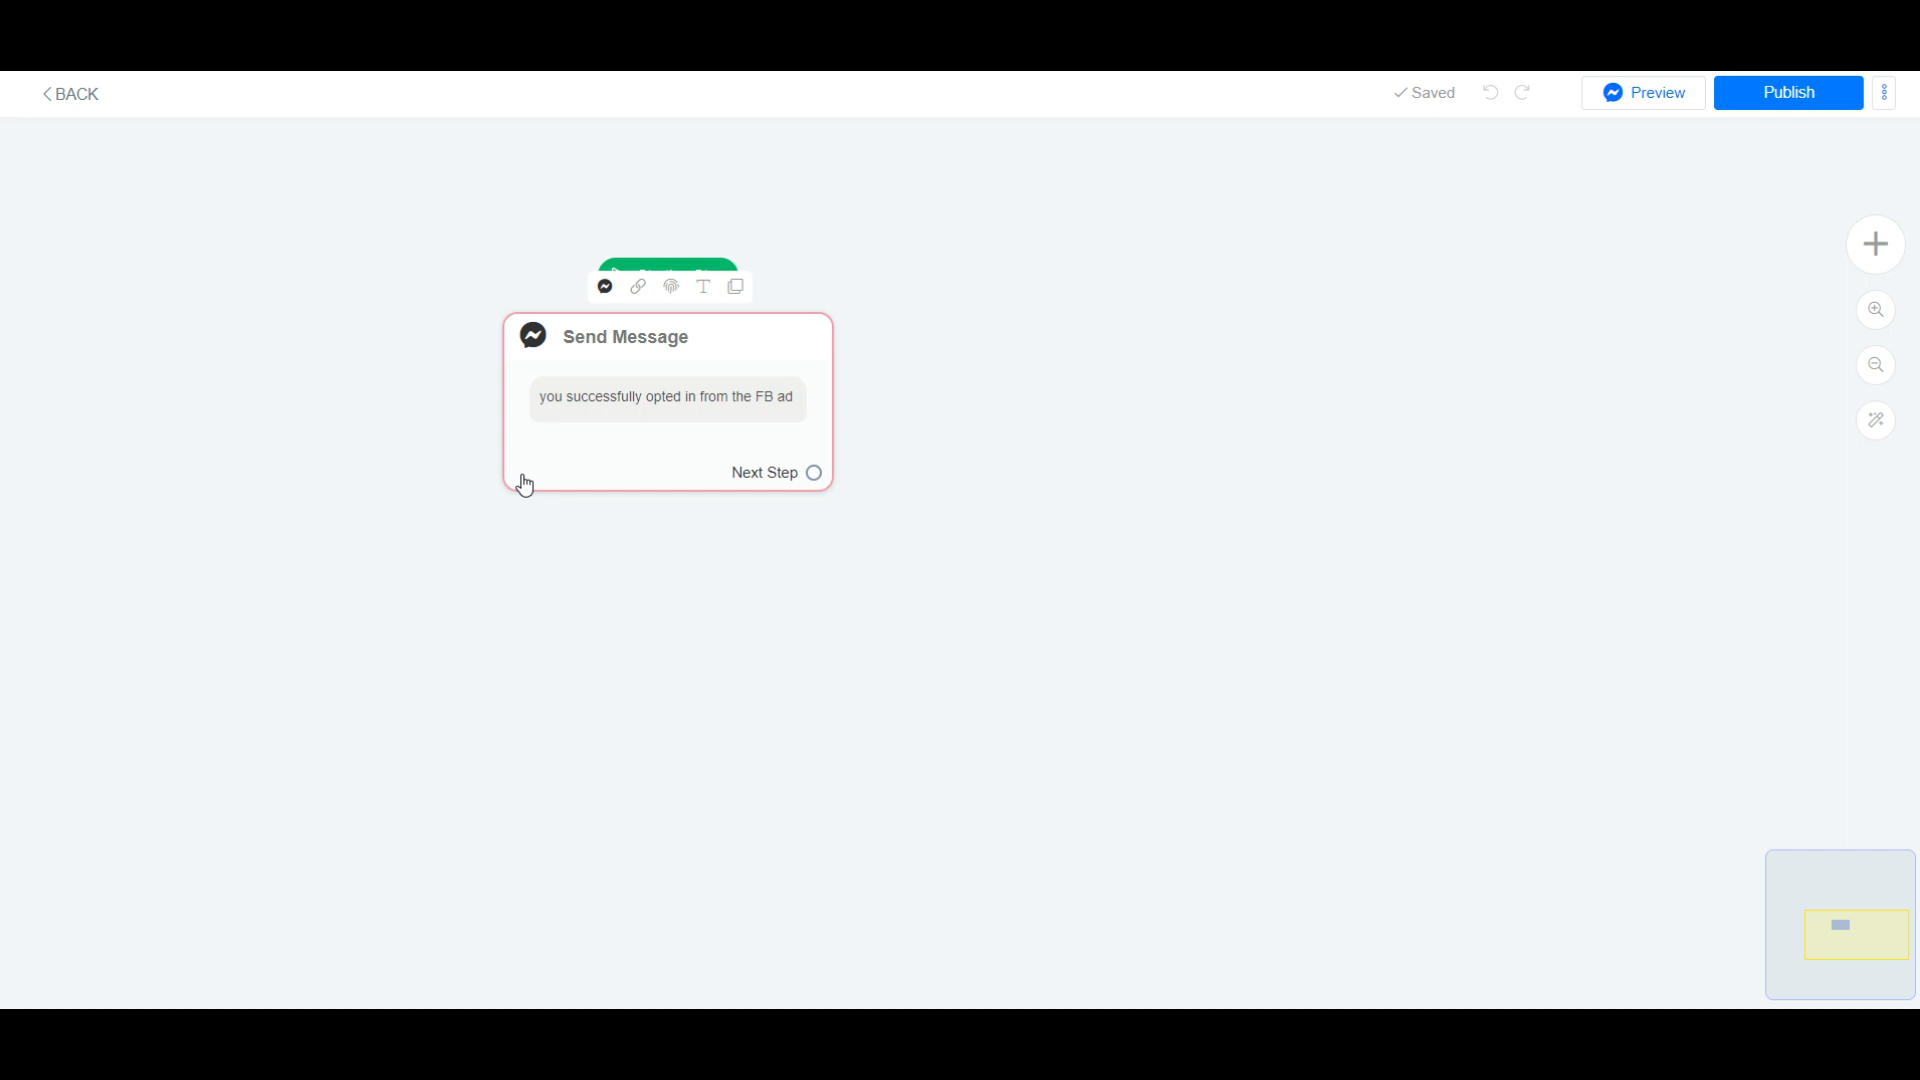 BACK
Saved
Preview
Publish
Send Message
you successfully opted in from the FB ad
Next Step